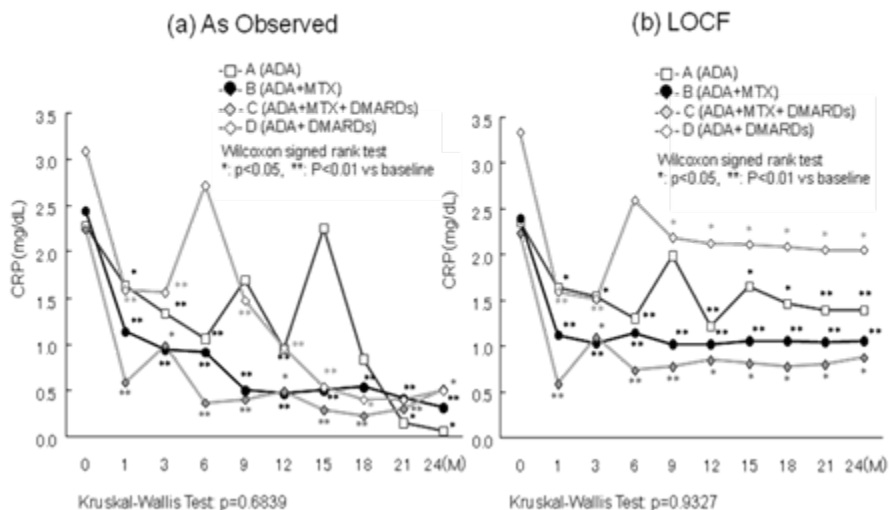 (a) As Observed
-□- A (ADA)
-●- B (ADA+MTX)
-◇- C (ADA+MTX+ DMARDs)
-◇- D (ADA+ DMARDs)
Wilcoxon signed rank test
*: p<0.05, **: P<0.01 vs baseline
CRP (mg/dL)
3.5
3.0
2.5
2.0
1.5
1.0
0.5
0.0
0 1 3 6 9 12 15 18 21 24(M)
Kruskal-Wallis Test: p=0.6839
(b) LOCF
-□- A (ADA)
-●- B (ADA+MTX)
-◇- C (ADA+MTX+ DMARDs)
-◇- D (ADA+ DMARDs)
Wilcoxon signed rank test
*: p<0.05, **: P<0.01 vs baseline
CRP (mg/dL)
3.5
3.0
2.5
2.0
1.5
1.0
0.5
0.0
0 1 3 6 9 12 15 18 21 24(M)
Kruskal-Wallis Test: p=0.9327